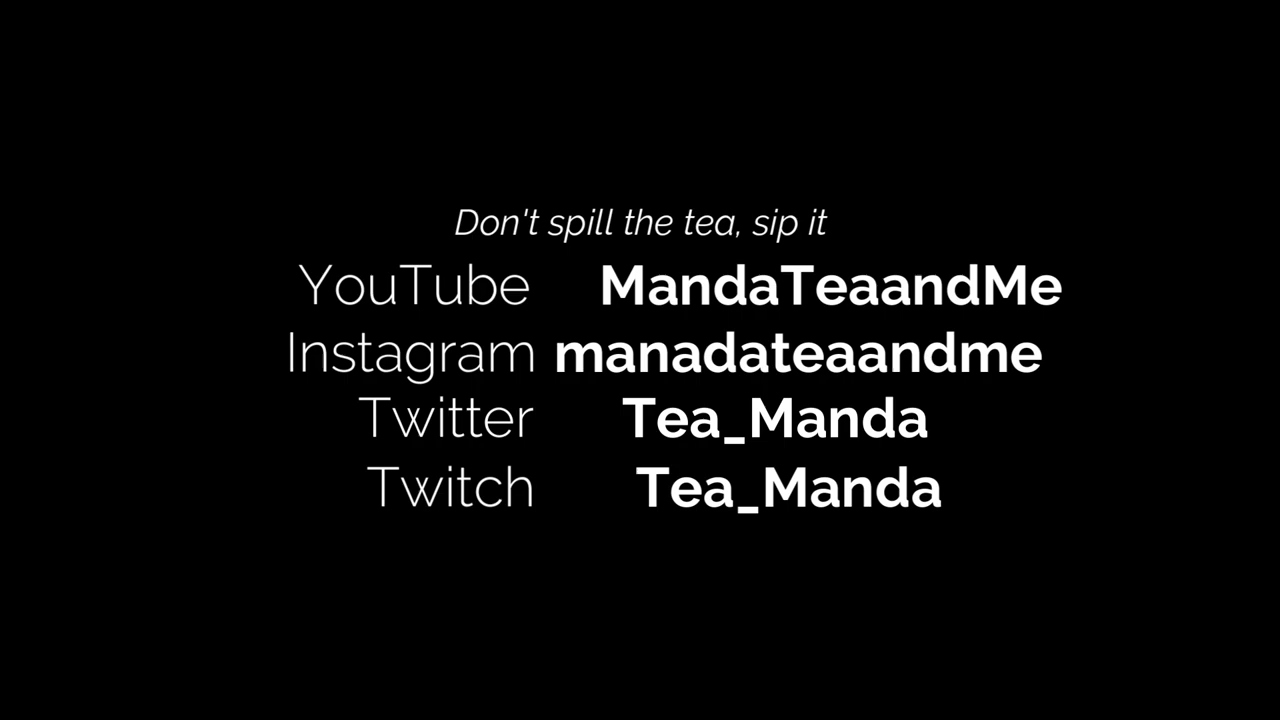 Don't spill the tea, sip it
YouTube MandaTeaandMe
Instagram manadateaandme
Twitter Tea_Manda
Twitch Tea_Manda